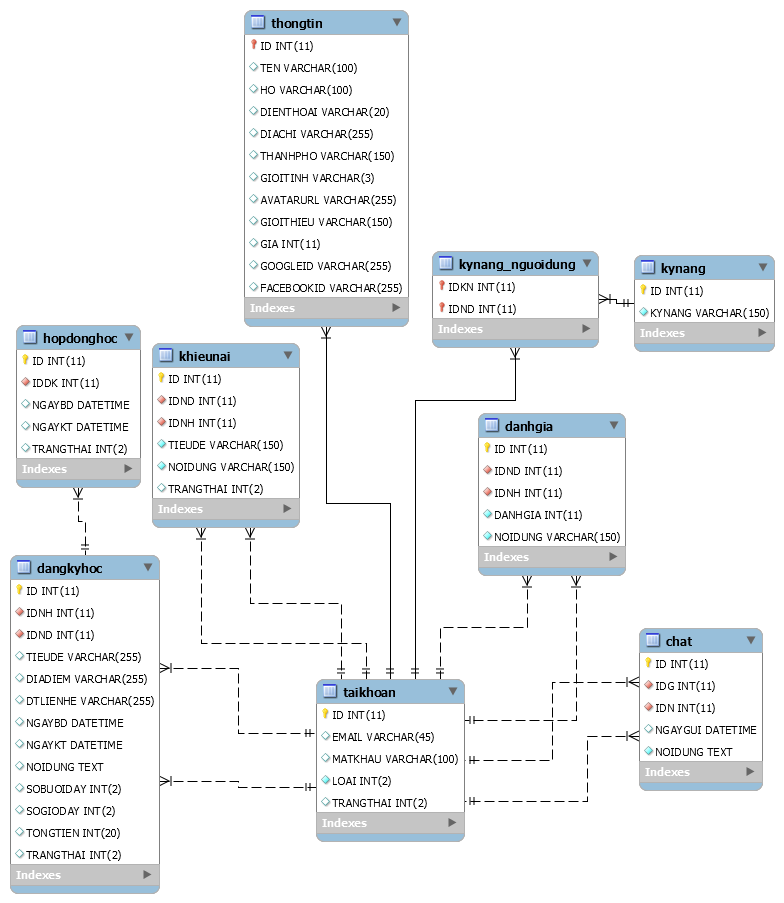 thongtin
ID INT(11)
TEN VARCHAR(100)
HO VARCHAR(100)
DIENTHOAI VARCHAR(20)
DIACHI VARCHAR(255)
THANHPHO VARCHAR(150)
GIOITINH VARCHAR(3)
AVATARURL VARCHAR(255)
GIOITHIEU VARCHAR(150)
GIA INT(11)
GOOGLEID VARCHAR(255)
FACEBOOKID VARCHAR(255)
Indexes
kynang_nguoidung
IDKN INT(11)
IDND INT(11)
Indexes
kynang
ID INT(11)
KYNANG VARCHAR(150)
Indexes
hopdonghoc
ID INT(11)
IDDK INT(11)
NGAYBD DATETIME
NGAYKT DATETIME
TRANGTHAI INT(2)
Indexes
khieunai
ID INT(11)
IDND INT(11)
IDNH INT(11)
TIEUDE VARCHAR(150)
NOIDUNG VARCHAR(150)
TRANGTHAI INT(2)
Indexes
danhgia
ID INT(11)
IDND INT(11)
IDNH INT(11)
DANHGIA INT(11)
NOIDUNG VARCHAR(150)
Indexes
dangkyhoc
ID INT(11)
IDNH INT(11)
IDND INT(11)
TIEUDE VARCHAR(255)
DIADIEM VARCHAR(255)
DTLIENHE VARCHAR(255)
NGAYBD DATETIME
NGAYKT DATETIME
NOIDUNG TEXT
SOBUOIDAY INT(2)
SOGIODAY INT(2)
TONGTIEN INT(20)
TRANGTHAI INT(2)
Indexes
taikhoan
ID INT(11)
EMAIL VARCHAR(45)
MATKHAU VARCHAR(100)
LOAI INT(2)
TRANGTHAI INT(2)
Indexes
chat
ID INT(11)
IDG INT(11)
IDN INT(11)
NGAYGUI DATETIME
NOIDUNG TEXT
Indexes